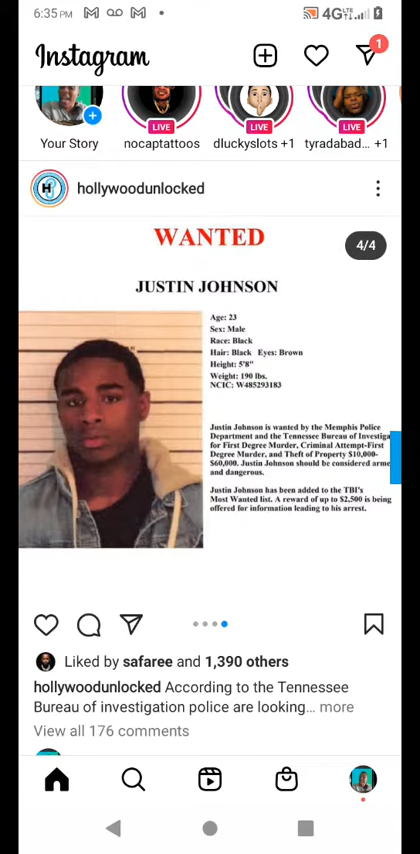 6:35 PM
4G LTE
Instagram
1
LIVE
LIVE
LIVE
Your Story
nocaptattoos
dluckyslots +1
tyradabad... +1
H
hollywoodunlocked
WANTED
4/4
JUSTIN JOHNSON
Age: 23
Sex: Male
Race: Black
Hair: Black Eyes: Brown
Height: 5'8"
Weight: 190 lbs.
NCIC: W485293183
Justin Johnson is wanted by the Memphis Police
Department and the Tennessee Bureau of Investiga
for First Degree Murder, Criminal Attempt-First
Degree Murder, and Theft of Property $10,000-
$60,000. Justin Johnson should be considered arme
and dangerous.
Justin Johnson has been added to the TBI's
Most Wanted list. A reward of up to $2,500 is being
offered for information leading to his arrest.
Liked by safaree and 1,390 others
hollywoodunlocked According to the Tennessee
Bureau of investigation police are looking... more
View all 176 comments